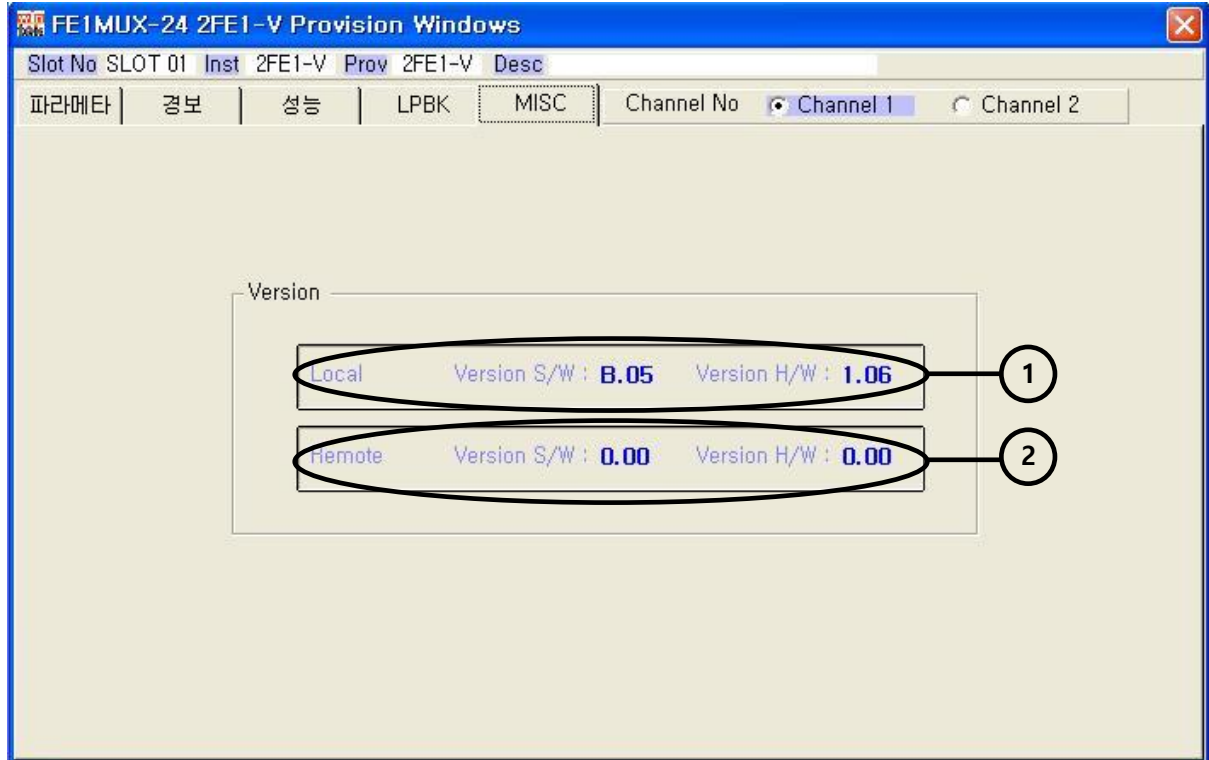 FE1MUX-24 2FE1-V Provision Windows
Slot No SLOT 01 Inst 2FE1-V Prov 2FE1-V Desc
파라메타 경보 성능 LPBK MISC Channel No Channel 1 Channel 2
Version
Local Version S/W : B.05 Version H/W : 1.06 1
Remote Version S/W : 0.00 Version H/W : 0.00 2